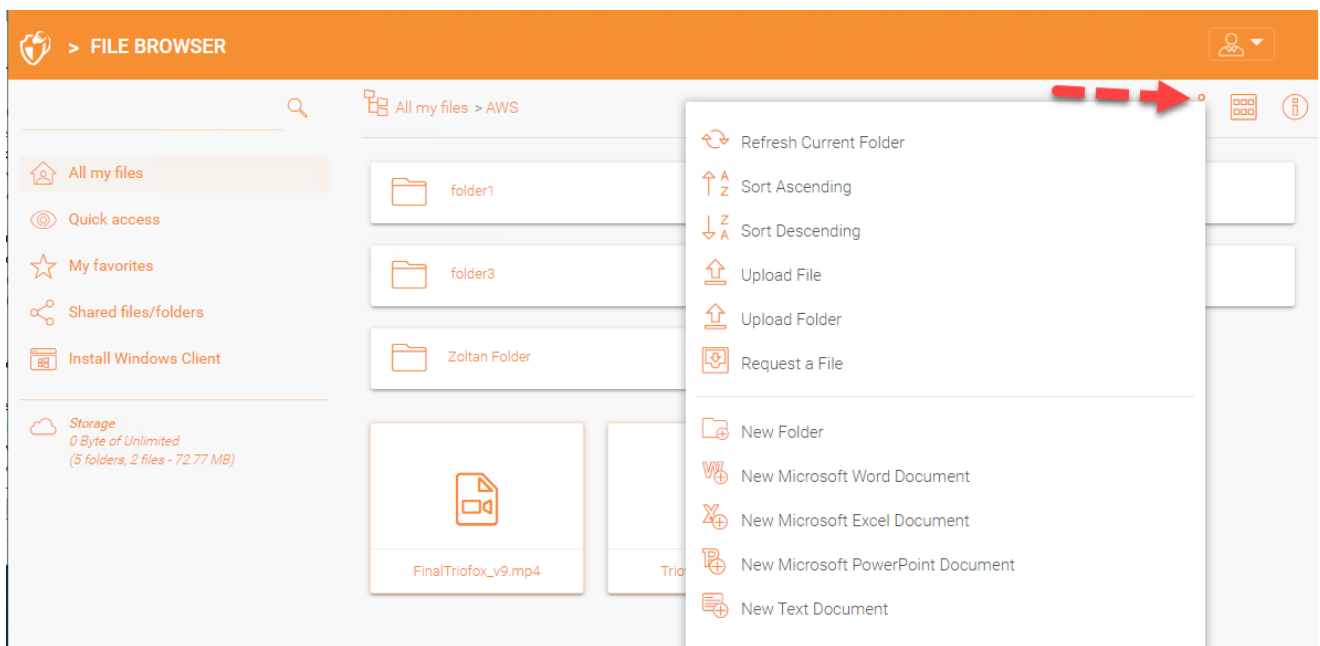 > FILE BROWSER
All my files > AWS
All my files
Quick access
My favorites
Shared files/folders
Install Windows Client
Storage
0 Byte of Unlimited
(5 folders, 2 files - 72.77 MB)
folder1
folder3
Zoltan Folder
FinalTriofox_v9.mp4
Trio
Refresh Current Folder
A
Z
Sort Ascending
Z
A
Sort Descending
Upload File
Upload Folder
Request a File
New Folder
New Microsoft Word Document
New Microsoft Excel Document
New Microsoft PowerPoint Document
New Text Document